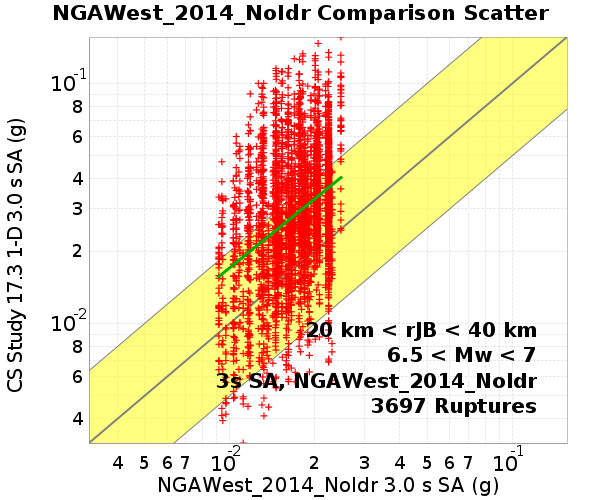 NGAWest_2014_NoIdr Comparison Scatter
CS Study 17.3 1-D 3.0 s SA (g)
10-1
8
6
4
3
2
10-2
8
6
4
20 km < rJB < 40 km
6.5 < Mw < 7
3s SA, NGAWest_2014_NoIdr
3697 Ruptures
4 5 6 7 10-2 2 3 4 5 6 7 10-1
NGAWest_2014_NoIdr 3.0 s SA (g)